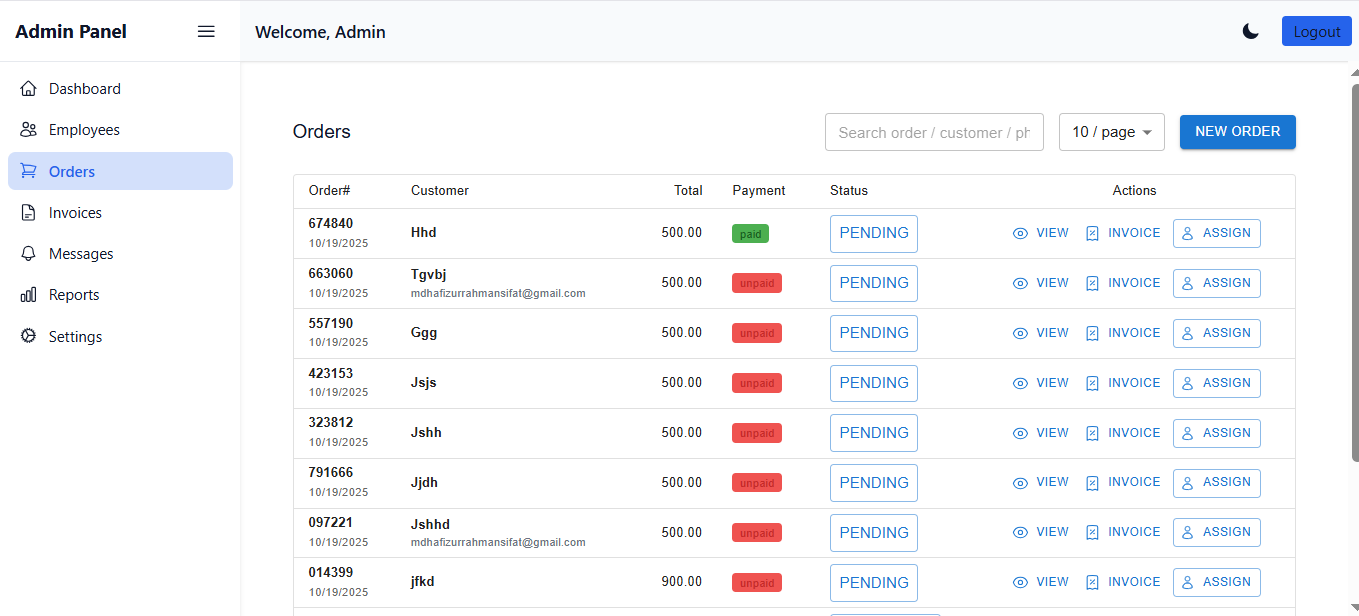 Admin Panel
Welcome, Admin
Logout
Dashboard
Employees
Orders
Invoices
Messages
Reports
Settings
Orders
Search order / customer / ph
10 / page
NEW ORDER
Order# Customer Total Payment Status Actions
674840
10/19/2025
Hhd 500.00 paid PENDING VIEW INVOICE ASSIGN
663060
10/19/2025
Tgvbj
mdhafizurrahmansifat@gmail.com
500.00 unpaid PENDING VIEW INVOICE ASSIGN
557190
10/19/2025
Ggg 500.00 unpaid PENDING VIEW INVOICE ASSIGN
423153
10/19/2025
Jsjs 500.00 unpaid PENDING VIEW INVOICE ASSIGN
323812
10/19/2025
Jshh 500.00 unpaid PENDING VIEW INVOICE ASSIGN
791666
10/19/2025
Jjdh 500.00 unpaid PENDING VIEW INVOICE ASSIGN
097221
10/19/2025
Jshhd
mdhafizurrahmansifat@gmail.com
500.00 unpaid PENDING VIEW INVOICE ASSIGN
014399
10/19/2025
jfkd 900.00 unpaid PENDING VIEW INVOICE ASSIGN